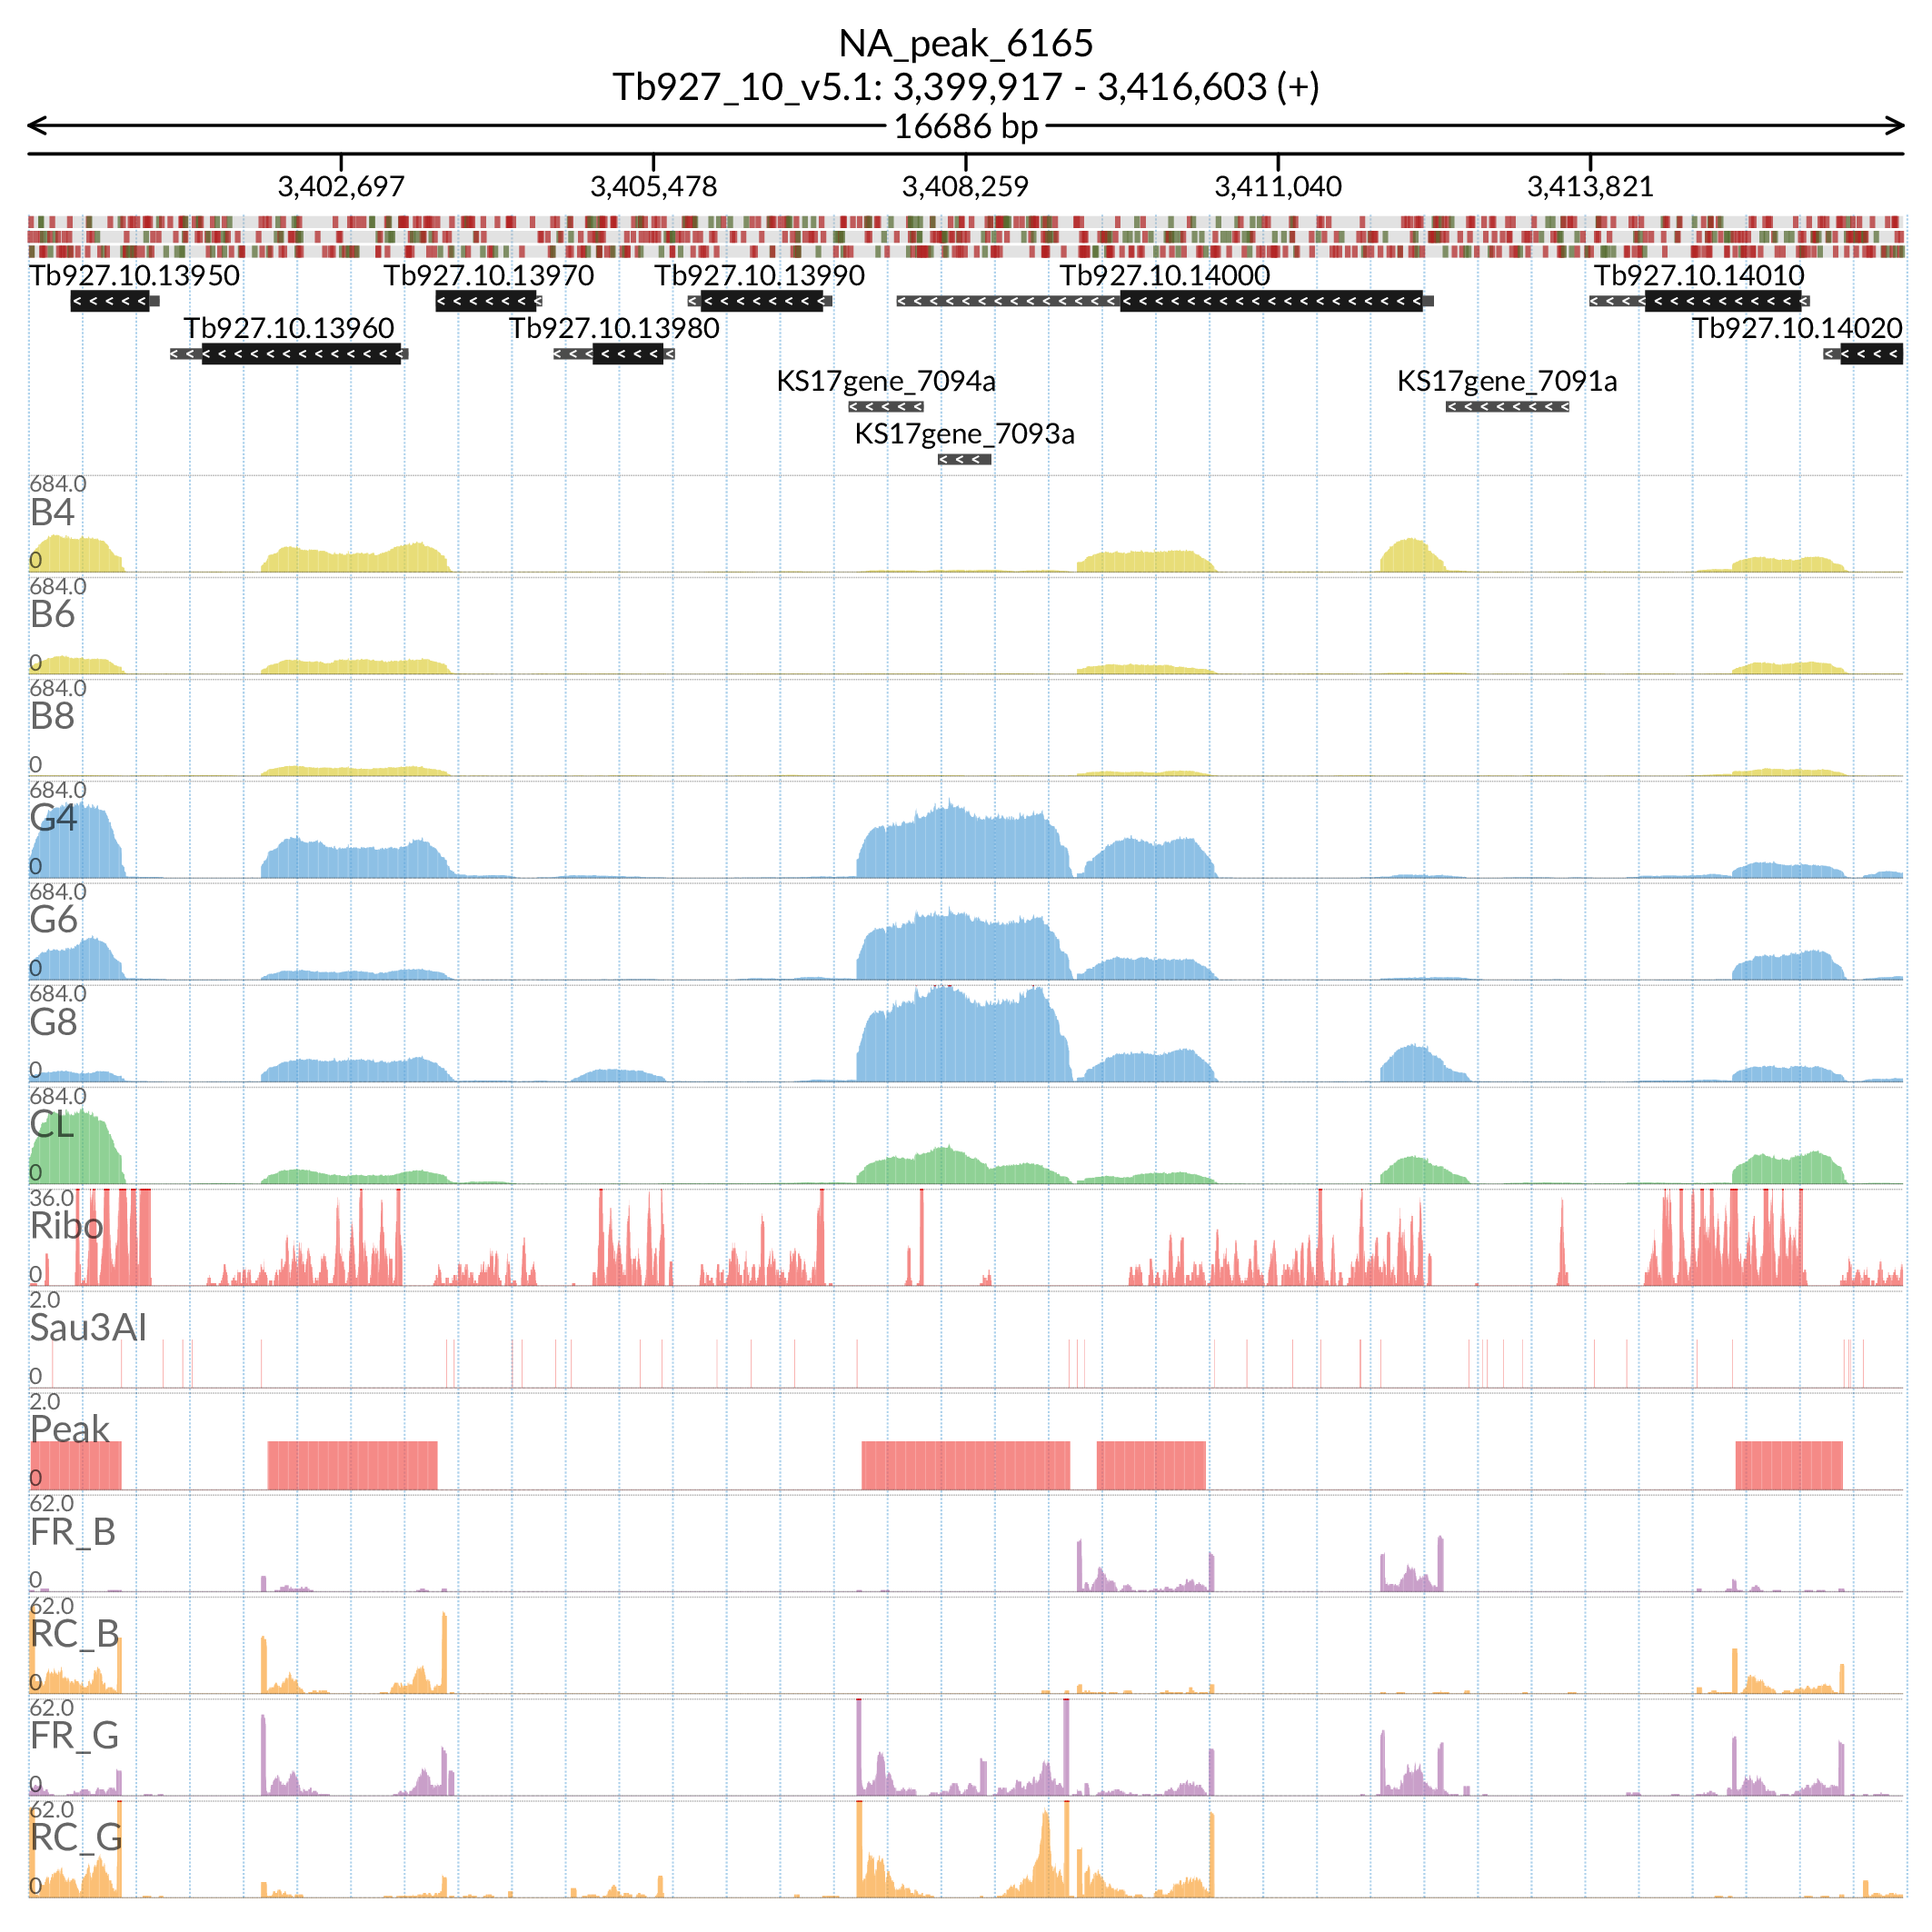 NA_peak_6165
Tb927_10_v5.1: 3,399,917 - 3,416,603 (+)
16686 bp
3,402,697 3,405,478 3,408,259 3,411,040 3,413,821
Tb927.10.13950 Tb927.10.13970 Tb927.10.13990 Tb927.10.14000 Tb927.10.14010
Tb927.10.13960 Tb927.10.13980 Tb927.10.14020
KS17gene_7094a KS17gene_7091a
KS17gene_7093a
684.0
B4
0
684.0
B6
0
684.0
B8
0
684.0
G4
0
684.0
G6
0
684.0
G8
0
684.0
CL
0
36.0
Ribo
0
2.0
Sau3AI
0
2.0
Peak
0
62.0
FR_B
0
62.0
RC_B
0
62.0
FR_G
0
62.0
RC_G
0